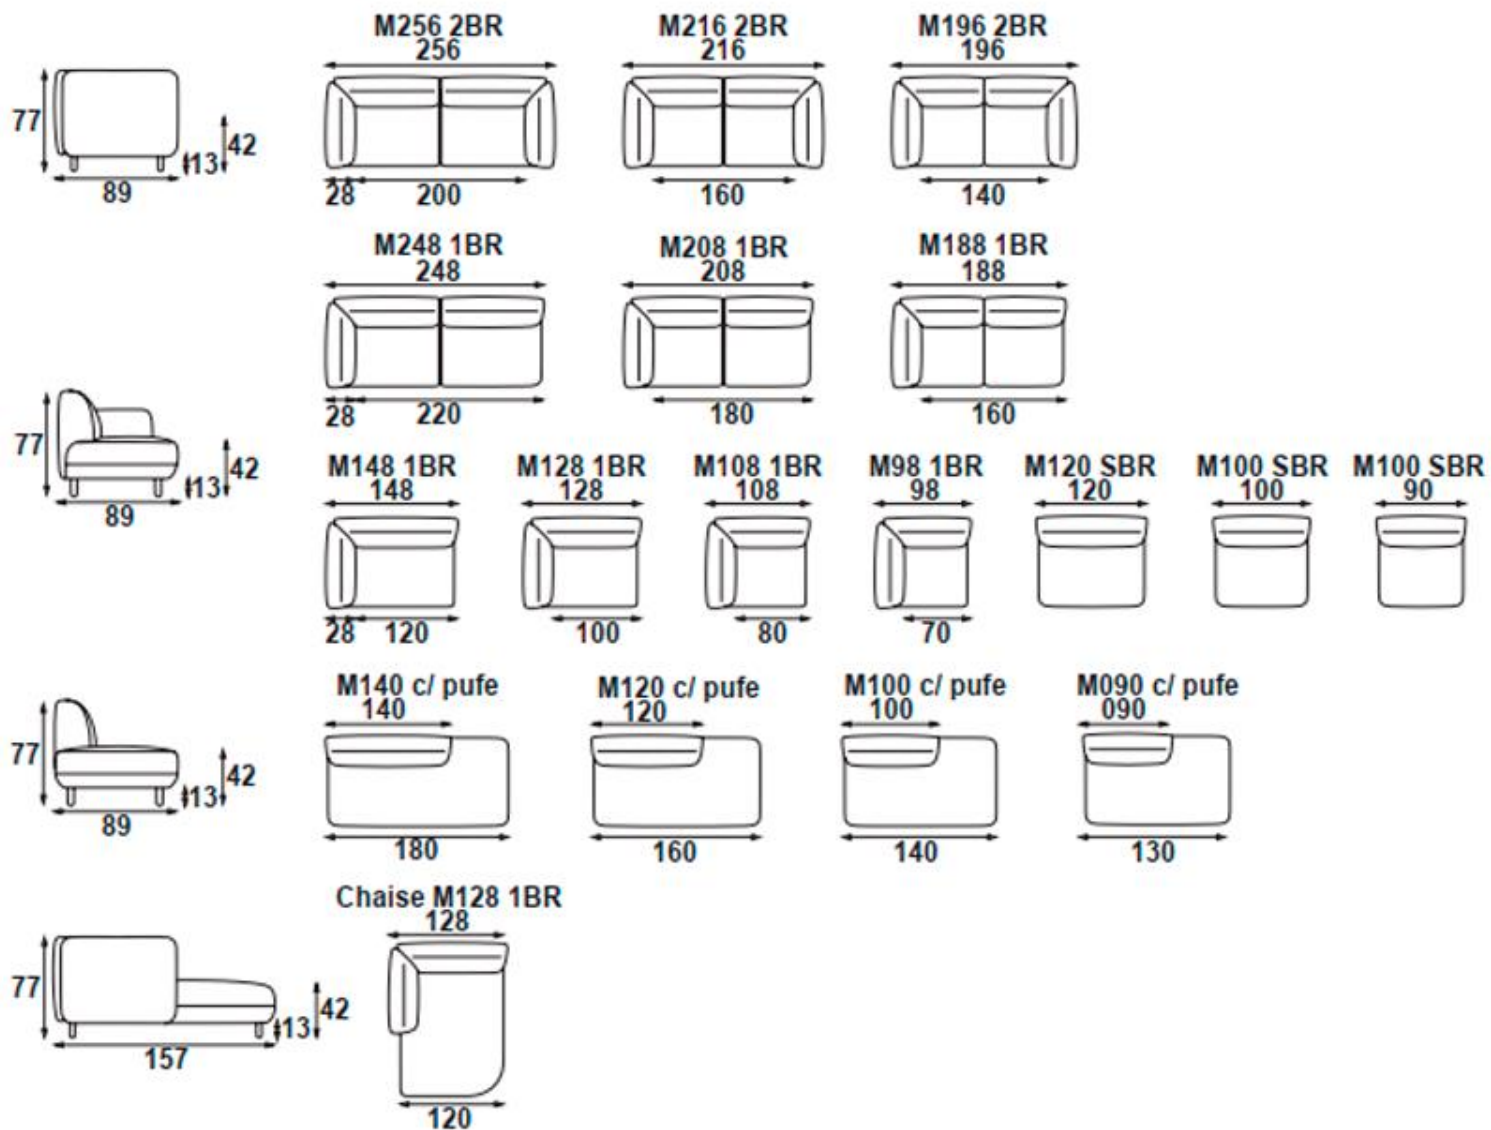 M256 2BR M216 2BR M196 2BR
256 216 196
77 42
13
89 28 200 160 140
M248 1BR M208 1BR M188 1BR
248 208 188
28 220 180 160
77 42
13
89
M148 1BR M128 1BR M108 1BR M98 1BR M120 SBR M100 SBR M100 SBR
148 128 108 98 120 100 90
28 120 100 80 70
M140 c/ pufe M120 c/ pufe M100 c/ pufe M090 c/ pufe
140 120 100 090
77 42
13
89
180 160 140 130
Chaise M128 1BR
128
77 42
13
157
120